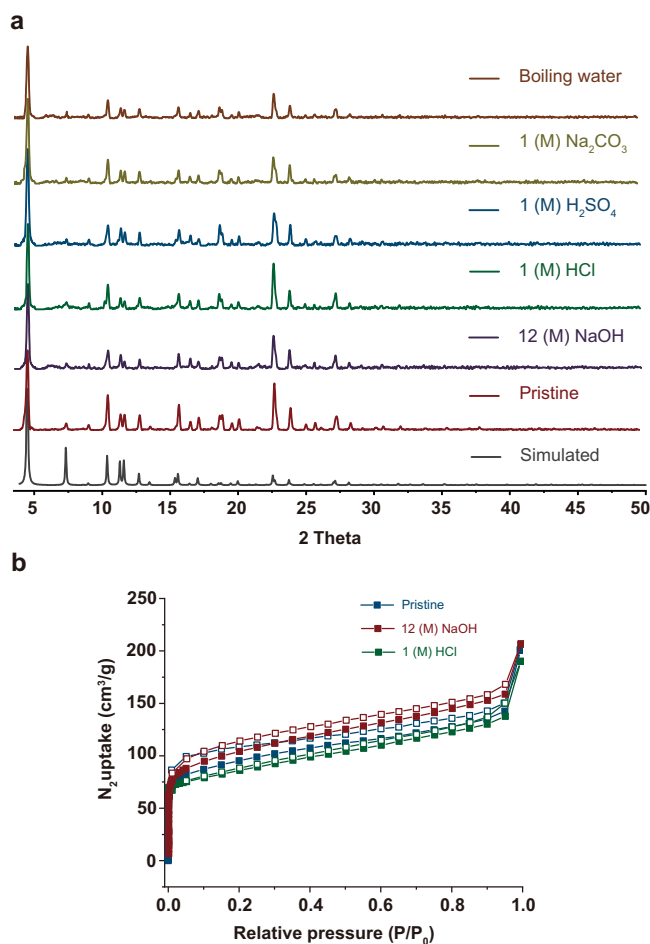 a
Boiling water
1 (M) Na₂CO₃
1 (M) H₂SO₄
1 (M) HCl
12 (M) NaOH
Pristine
Simulated
5 10 15 20 25 30 35 40 45 50
2 Theta
b
250
200
150
100
50
0
Pristine
12 (M) NaOH
1 (M) HCl
N₂uptake (cm³/g)
0.0 0.2 0.4 0.6 0.8 1.0
Relative pressure (P/P₀)